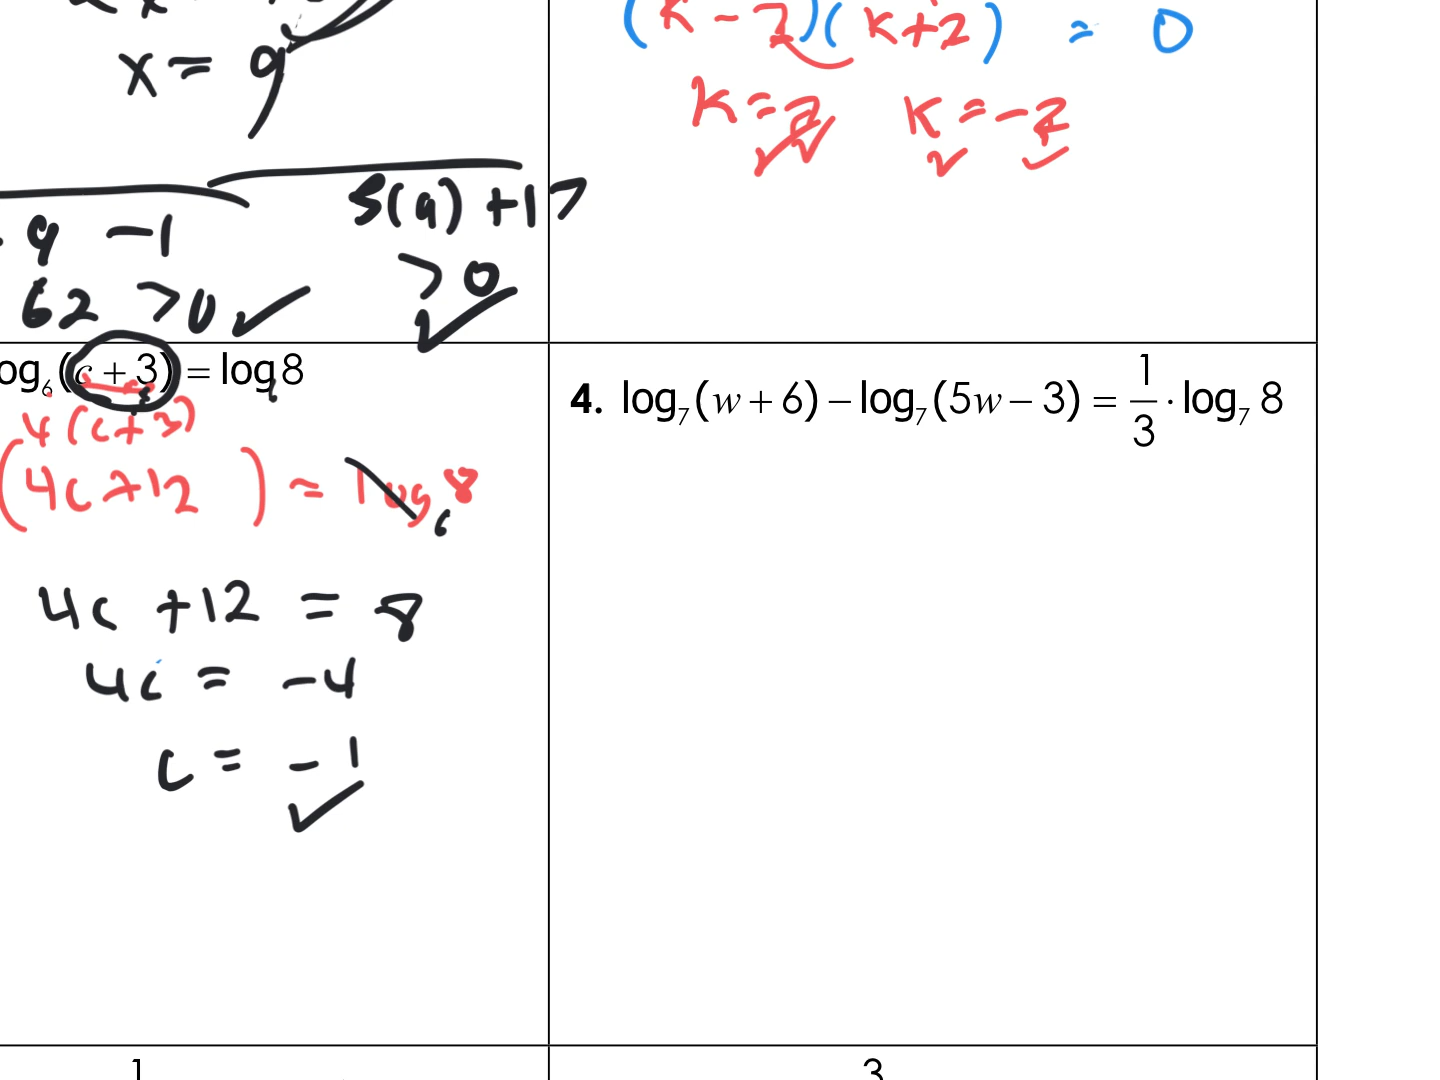 x = 9
9 - 1
62 > 0 ✓
5(9) + 17
> 0
✓
(k - 2)(k + 2) = 0
k = 2 k = -2
✓✓ ✓ ✓
og₆(c + 3) = log 8
4(c+3)
(4c+12) = log₆ 8
4c + 12 = 8
4c = -4
c = -1
✓
4. log₇(w + 6) − log₇(5w − 3) = 1/3 · log₇ 8
1
3